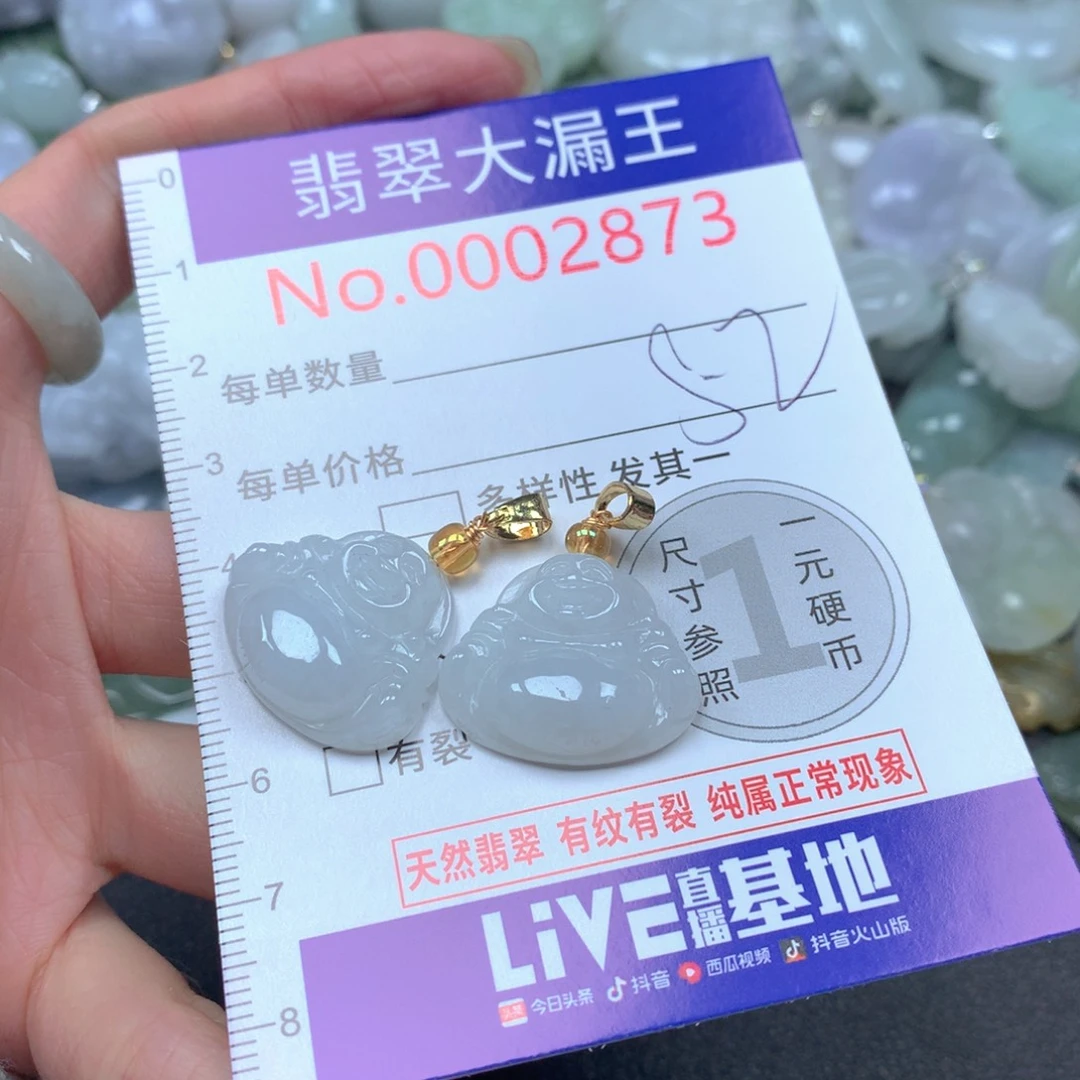 翡翠大漏王
No.0002873
0
1
2
3
4
6
7
8
每单数量
每单价格
多样性 发其一
尺寸参照
1
一元硬币
有裂
天然翡翠 有纹有裂 纯属正常现象
LiVE直播基地
头条 今日头条 抖音 西瓜视频 抖音火山版